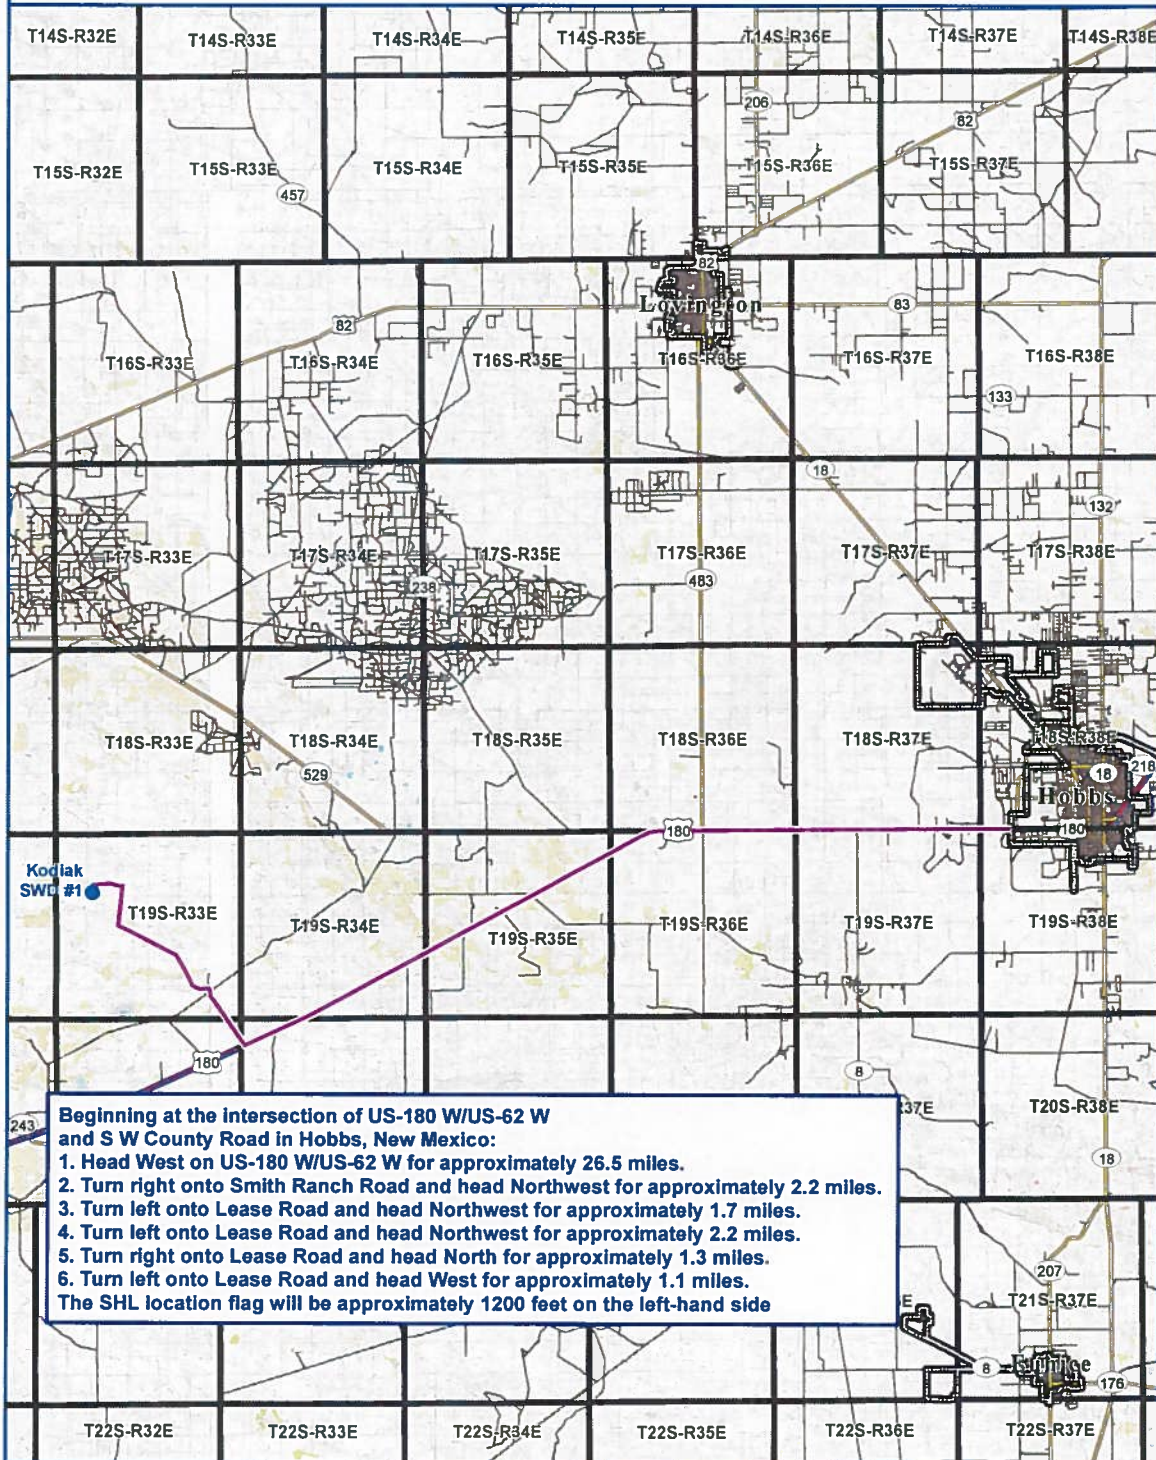 T14S-R32E T14S-R33E T14S-R34E T14S-R35E T14S-R36E T14S-R37E T14S-R38E
206
82
T15S-R32E T15S-R33E T15S-R34E T15S-R35E T15S-R36E T15S-R37E
457
82
Lovington
82 83
T16S-R33E T16S-R34E T16S-R35E T16S-R36E T16S-R37E T16S-R38E
133
18
132
T17S-R33E T17S-R34E T17S-R35E T17S-R36E T17S-R37E T17S-R38E
238 483
T18S-R33E T18S-R34E T18S-R35E T18S-R36E T18S-R37E T18S-R38E
529 18 218
Hobbs
180 180
Kodiak
SWD #1
T19S-R33E T19S-R34E T19S-R35E T19S-R36E T19S-R37E T19S-R38E
180 8
243 37E T20S-R38E
18
Beginning at the intersection of US-180 W/US-62 W
and S W County Road in Hobbs, New Mexico:
1. Head West on US-180 W/US-62 W for approximately 26.5 miles.
2. Turn right onto Smith Ranch Road and head Northwest for approximately 2.2 miles.
3. Turn left onto Lease Road and head Northwest for approximately 1.7 miles.
4. Turn left onto Lease Road and head Northwest for approximately 2.2 miles.
5. Turn right onto Lease Road and head North for approximately 1.3 miles.
6. Turn left onto Lease Road and head West for approximately 1.1 miles.
The SHL location flag will be approximately 1200 feet on the left-hand side
207
E T21S-R37E
8 Eunice
176
T22S-R32E T22S-R33E T22S-R34E T22S-R35E T22S-R36E T22S-R37E